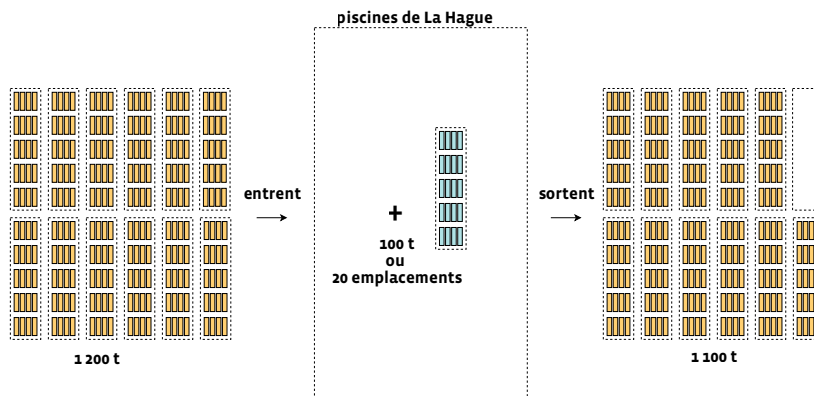 piscines de La Hague
entrent
sortent
+
100 t
ou
20 emplacements
1 200 t
1 100 t